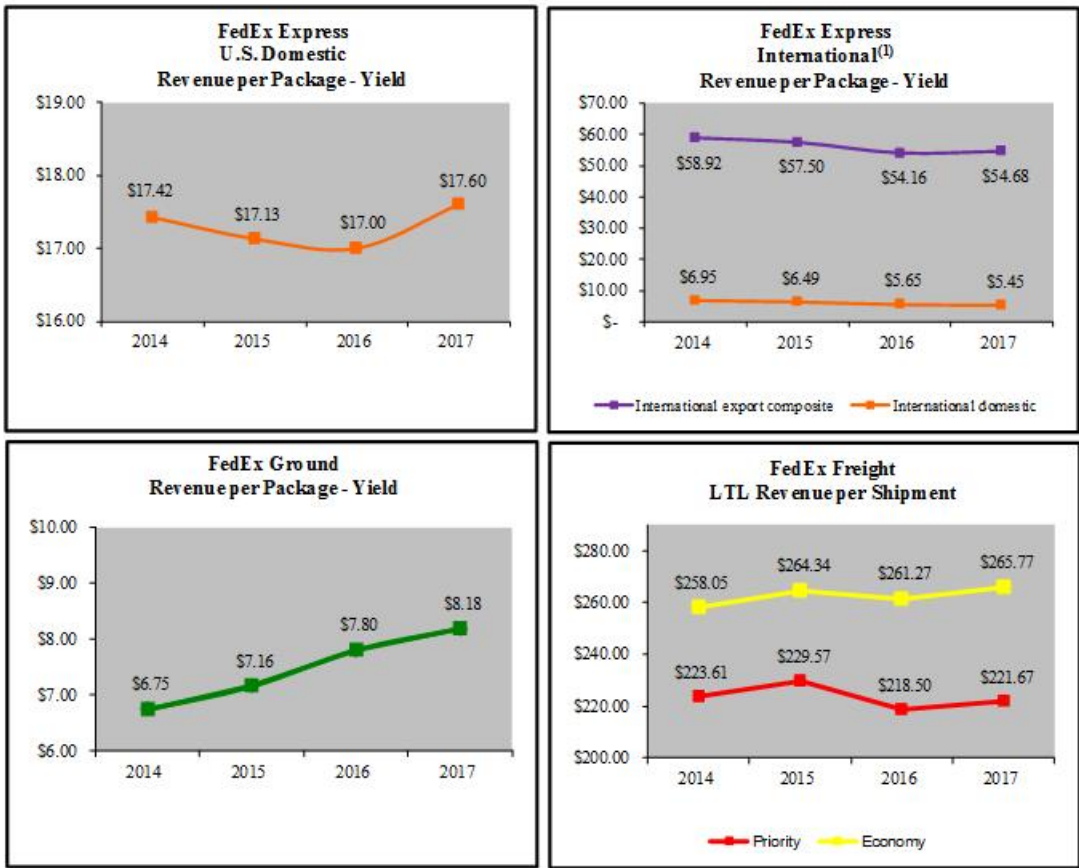 FedEx Express
U.S. Domestic
Revenue per Package - Yield
$19.00
$18.00
$17.00
$16.00
$17.42
$17.13
$17.00
$17.60
2014 2015 2016 2017
FedEx Express
International(1)
Revenue per Package - Yield
$70.00
$60.00
$50.00
$40.00
$30.00
$20.00
$10.00
$-
$58.92 $57.50 $54.16 $54.68
$6.95 $6.49 $5.65 $5.45
2014 2015 2016 2017
International export composite International domestic
FedEx Ground
Revenue per Package - Yield
$10.00
$9.00
$8.00
$7.00
$6.00
$6.75
$7.16
$7.80
$8.18
2014 2015 2016 2017
FedEx Freight
LTL Revenue per Shipment
$280.00
$260.00
$240.00
$220.00
$200.00
$258.05 $264.34 $261.27 $265.77
$223.61 $229.57 $218.50 $221.67
2014 2015 2016 2017
Priority Economy